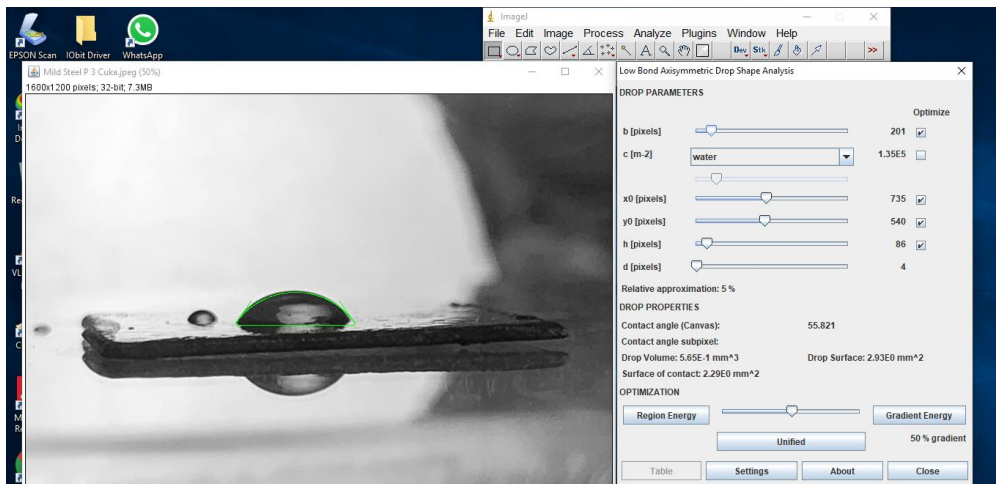 ImageJ
File Edit Image Process Analyze Plugins Window Help
Dev Stk >>
EPSON Scan IObit Driver WhatsApp
Mild Steel P 3 Cuka.jpeg (50%)
1600x1200 pixels; 32-bit; 7.3MB
Low Bond Axisymmetric Drop Shape Analysis
DROP PARAMETERS
Optimize
b [pixels] 201
c [m-2] water 1.35E5
x0 [pixels] 735
y0 [pixels] 540
h [pixels] 86
d [pixels] 4
Relative approximation: 5 %
DROP PROPERTIES
Contact angle (Canvas): 55.821
Contact angle subpixel:
Drop Volume: 5.65E-1 mm^3 Drop Surface: 2.93E0 mm^2
Surface of contact: 2.29E0 mm^2
OPTIMIZATION
Region Energy Gradient Energy
Unified 50 % gradient
Table Settings About Close